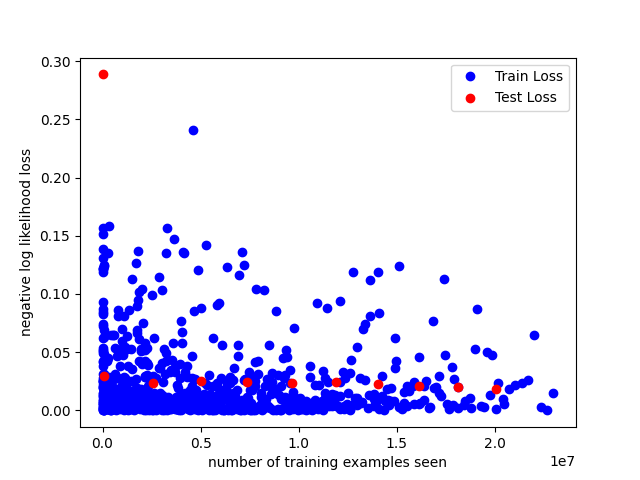 0.30
0.25
0.20
0.15
0.10
0.05
0.00
negative log likelihood loss
Train Loss
Test Loss
0.0
0.5
1.0
1.5
2.0
1e7
number of training examples seen